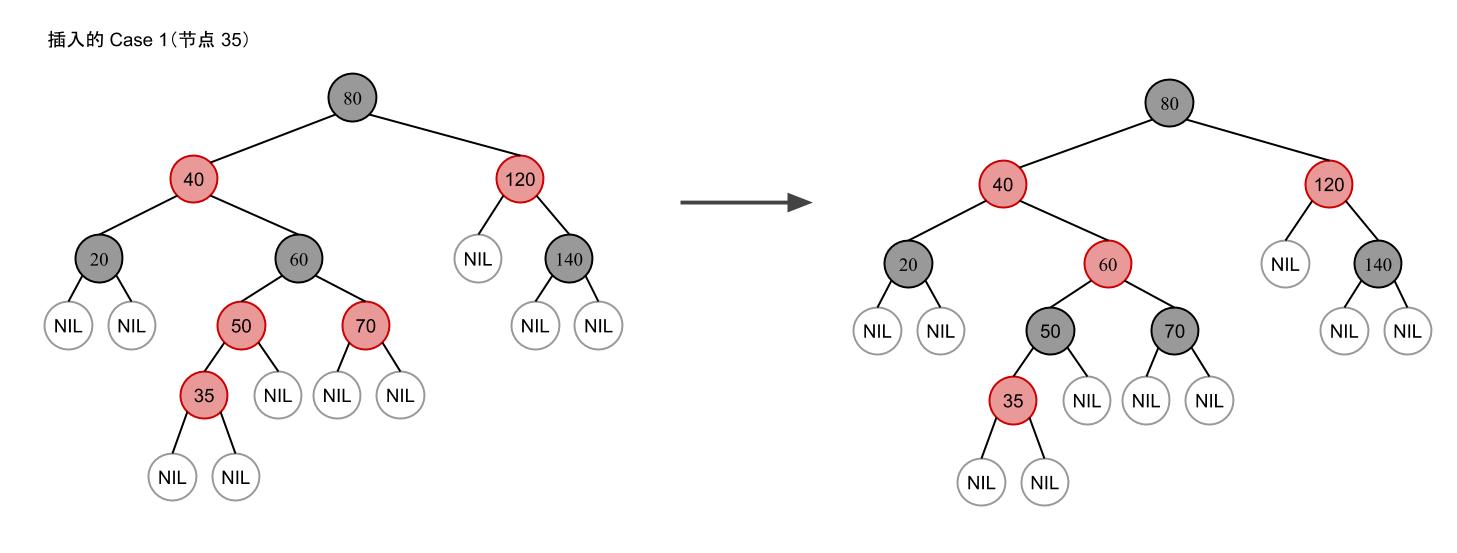 插入的 Case 1（节点 35）
80 80
40 120 40 120
20 60 NIL 140 20 60 NIL 140
NIL NIL 50 70 NIL NIL NIL NIL 50 70 NIL NIL
35 NIL NIL NIL 35 NIL NIL NIL
NIL NIL NIL NIL